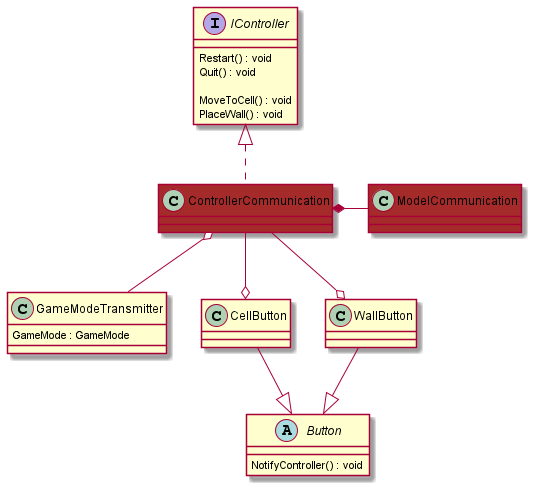 I IController
Restart() : void
Quit() : void
MoveToCell() : void
PlaceWall() : void
C ControllerCommunication
C ModelCommunication
C GameModeTransmitter
GameMode : GameMode
C CellButton
C WallButton
A Button
NotifyController() : void